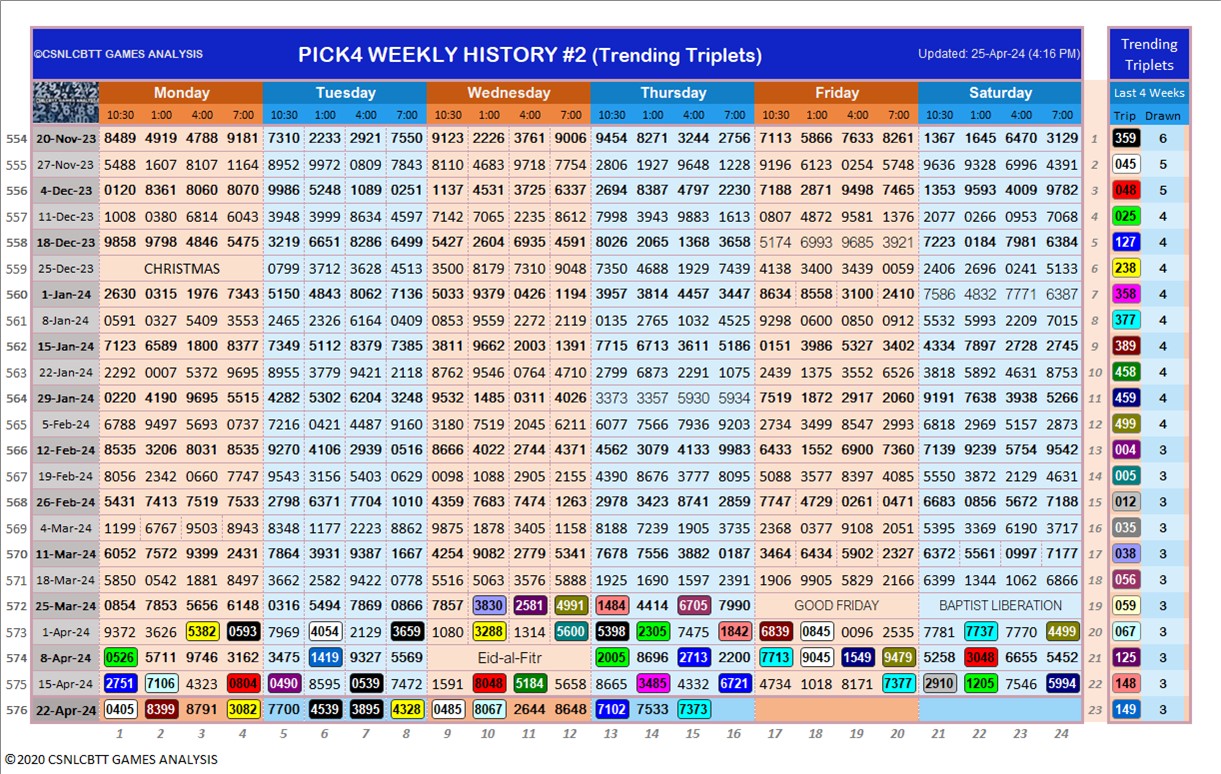 ©CSNLCBTT GAMES ANALYSIS PICK4 WEEKLY HISTORY #2 (Trending Triplets) Updated: 25-Apr-24 (4:16 PM) Trending Triplets
Monday Tuesday Wednesday Thursday Friday Saturday Last 4 Weeks
10:30 1:00 4:00 7:00 10:30 1:00 4:00 7:00 10:30 1:00 4:00 7:00 10:30 1:00 4:00 7:00 10:30 1:00 4:00 7:00 10:30 1:00 4:00 7:00 Trip Drawn
554 20-Nov-23 8489 4919 4788 9181 7310 2233 2921 7550 9123 2226 3761 9006 9454 8271 3244 2756 7113 5866 7633 8261 1367 1645 6470 3129 1 359 6
555 27-Nov-23 5488 1607 8107 1164 8952 9972 0809 7843 8110 4683 9718 7754 2806 1927 9648 1228 9196 6123 0254 5748 9636 9328 6996 4391 2 045 5
556 4-Dec-23 0120 8361 8060 8070 9986 5248 1089 0251 1137 4531 3725 6337 2694 8387 4797 2230 7188 2871 9498 7465 1353 9593 4009 9782 3 048 5
557 11-Dec-23 1008 0380 6814 6043 3948 3999 8634 4597 7142 7065 2235 8612 7998 3943 9883 1613 0807 4872 9581 1376 2077 0266 0953 7068 4 025 4
558 18-Dec-23 9858 9798 4846 5475 3219 6651 8286 6499 5427 2604 6935 4591 8026 2065 1368 3658 5174 6993 9685 3921 7223 0184 7981 6384 5 127 4
559 25-Dec-23 CHRISTMAS 0799 3712 3628 4513 3500 8179 7310 9048 7350 4688 1929 7439 4138 3400 3439 0059 2406 2696 0241 5133 6 238 4
560 1-Jan-24 2630 0315 1976 7343 5150 4843 8062 7136 5033 9379 0426 1194 3957 3814 4457 3447 8634 8558 3100 2410 7586 4832 7771 6387 7 358 4
561 8-Jan-24 0591 0327 5409 3553 2465 2326 6164 0409 0853 9559 2272 2119 0135 2765 1032 4525 9298 0600 0850 0912 5532 5993 2209 7015 8 377 4
562 15-Jan-24 7123 6589 1800 8377 7349 5112 8379 7385 3811 9662 2003 1391 7715 6713 3611 5186 0151 3986 5327 3402 4334 7897 2728 2745 9 389 4
563 22-Jan-24 2292 0007 5372 9695 8955 3779 9421 2118 8762 9546 0764 4710 2799 6873 2291 1075 2439 1375 3552 6526 3818 5892 4631 8753 10 458 4
564 29-Jan-24 0220 4190 9695 5515 4282 5302 6204 3248 9532 1485 0311 4026 3373 3357 5930 5934 7519 1872 2917 2060 9191 7638 3938 5266 11 459 4
565 5-Feb-24 6788 9497 5693 0737 7216 0421 4487 9160 3180 7519 2045 6211 6077 7566 7936 9203 2734 3499 8547 2993 6818 2969 5157 2873 12 499 4
566 12-Feb-24 8535 3206 8031 8535 9270 4106 2939 0516 8666 4022 2744 4371 4562 3079 4133 9983 6433 1552 6900 7360 7139 9239 5754 9542 13 004 3
567 19-Feb-24 8056 2342 0660 7747 9543 3156 5403 0629 9098 1088 2905 2155 4390 8676 3777 8095 5088 3577 8397 4085 5550 3872 2129 4631 14 005 3
568 26-Feb-24 5431 7413 7519 7533 2798 6371 7704 1010 4359 7683 7474 1263 2978 3423 8741 2859 7747 4729 0261 0471 6683 0856 5672 7188 15 012 3
569 4-Mar-24 1199 6767 9503 8943 8348 1177 2223 8862 9875 1878 3405 1158 8188 7239 1905 3735 2368 0377 9108 2051 5395 3369 6190 3717 16 035 3
570 11-Mar-24 6052 7572 9399 2431 7864 3931 9387 1667 4254 9082 2779 5341 7678 7556 3882 0187 3464 6434 5902 2327 6372 5561 0997 7177 17 038 3
571 18-Mar-24 5850 0542 1881 8497 3662 2582 9422 0778 5516 5063 3576 5888 1925 1690 1597 2391 1906 9905 5829 2166 6399 1344 1062 6866 18 056 3
572 25-Mar-24 0854 7853 5656 6148 0316 5494 7869 0866 7857 3830 2581 4991 1484 4414 6705 7990 GOOD FRIDAY BAPTIST LIBERATION 19 059 3
573 1-Apr-24 9372 3626 5382 0593 7969 4054 2129 3659 1080 3288 1314 5600 5398 2305 7475 1842 6839 0845 0096 2535 7781 7737 7770 4499 20 067 3
574 8-Apr-24 0526 5711 9746 3162 3475 1419 9327 5569 Eid-al-Fitr 2005 8696 2713 2200 7713 9045 1549 9479 5258 3048 6655 5452 21 125 3
575 15-Apr-24 2751 7106 4323 0804 0490 8595 0539 7472 1591 8048 5184 5658 8665 3485 4332 6721 4734 1018 8171 7377 2910 1205 7546 5994 22 148 3
576 22-Apr-24 0405 8399 8791 3082 7700 4539 3895 4328 0485 8067 2644 8648 7102 7533 7373 23 149 3
1 2 3 4 5 6 7 8 9 10 11 12 13 14 15 16 17 18 19 20 21 22 23 24
©2020 CSNLCBTT GAMES ANALYSIS